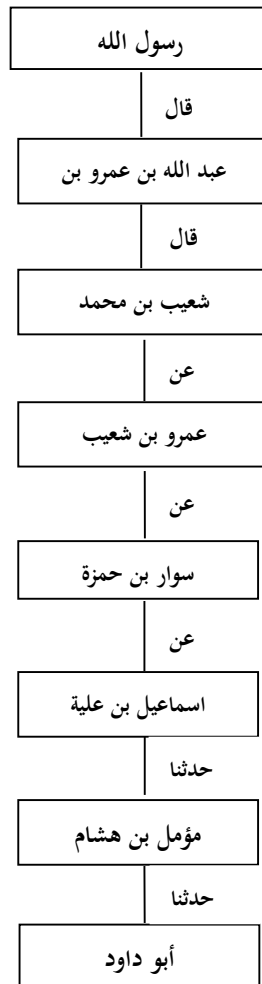 رسول الله
قال
عبد الله بن عمرو بن
قال
شعيب بن محمد
عن
عمرو بن شعيب
عن
سوار بن حمزة
عن
اسماعيل بن علية
حدثنا
مؤمل بن هشام
حدثنا
أبو داود